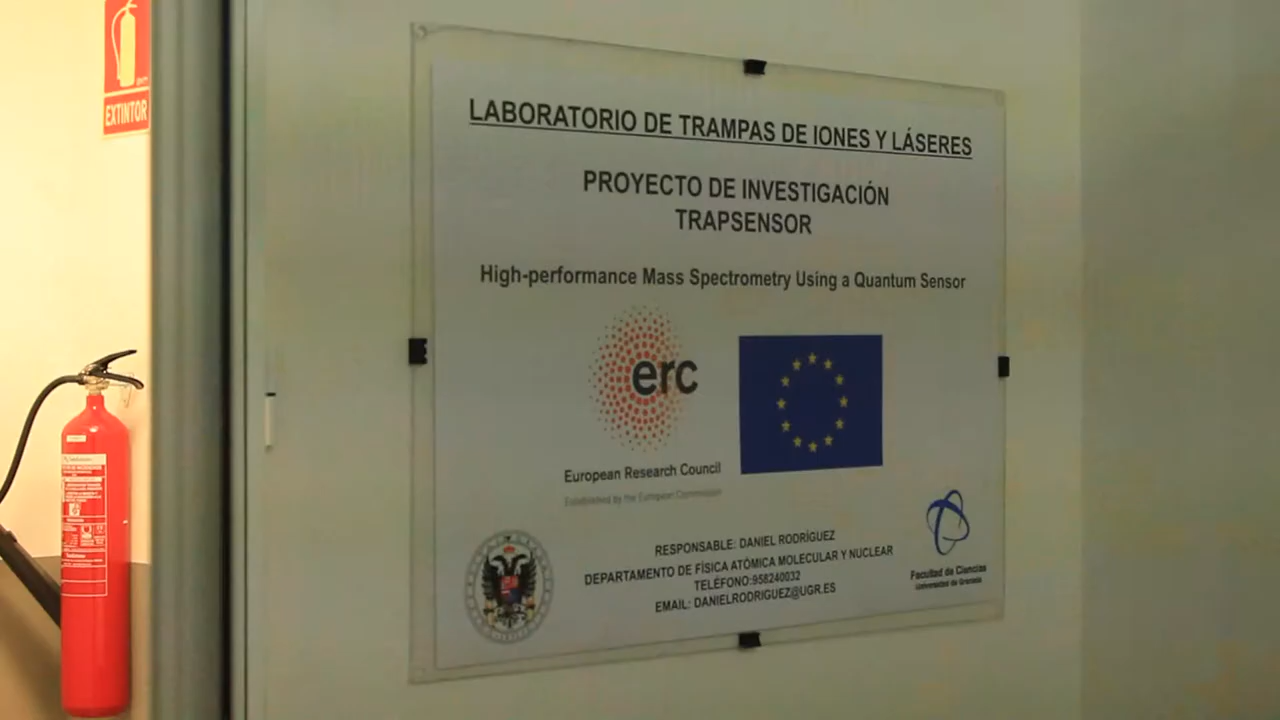 EXTINTOR
LABORATORIO DE TRAMPAS DE IONES Y LÁSERES
PROYECTO DE INVESTIGACIÓN
TRAPSENSOR
High-performance Mass Spectrometry Using a Quantum Sensor
erc
European Research Council
Established by the European Commission
RESPONSABLE: DANIEL RODRÍGUEZ
DEPARTAMENTO DE FÍSICA ATÓMICA MOLECULAR Y NUCLEAR
TELÉFONO:958240032
EMAIL: DANIELRODRIGUEZ@UGR.ES
Facultad de Ciencias
Universidad de Granada